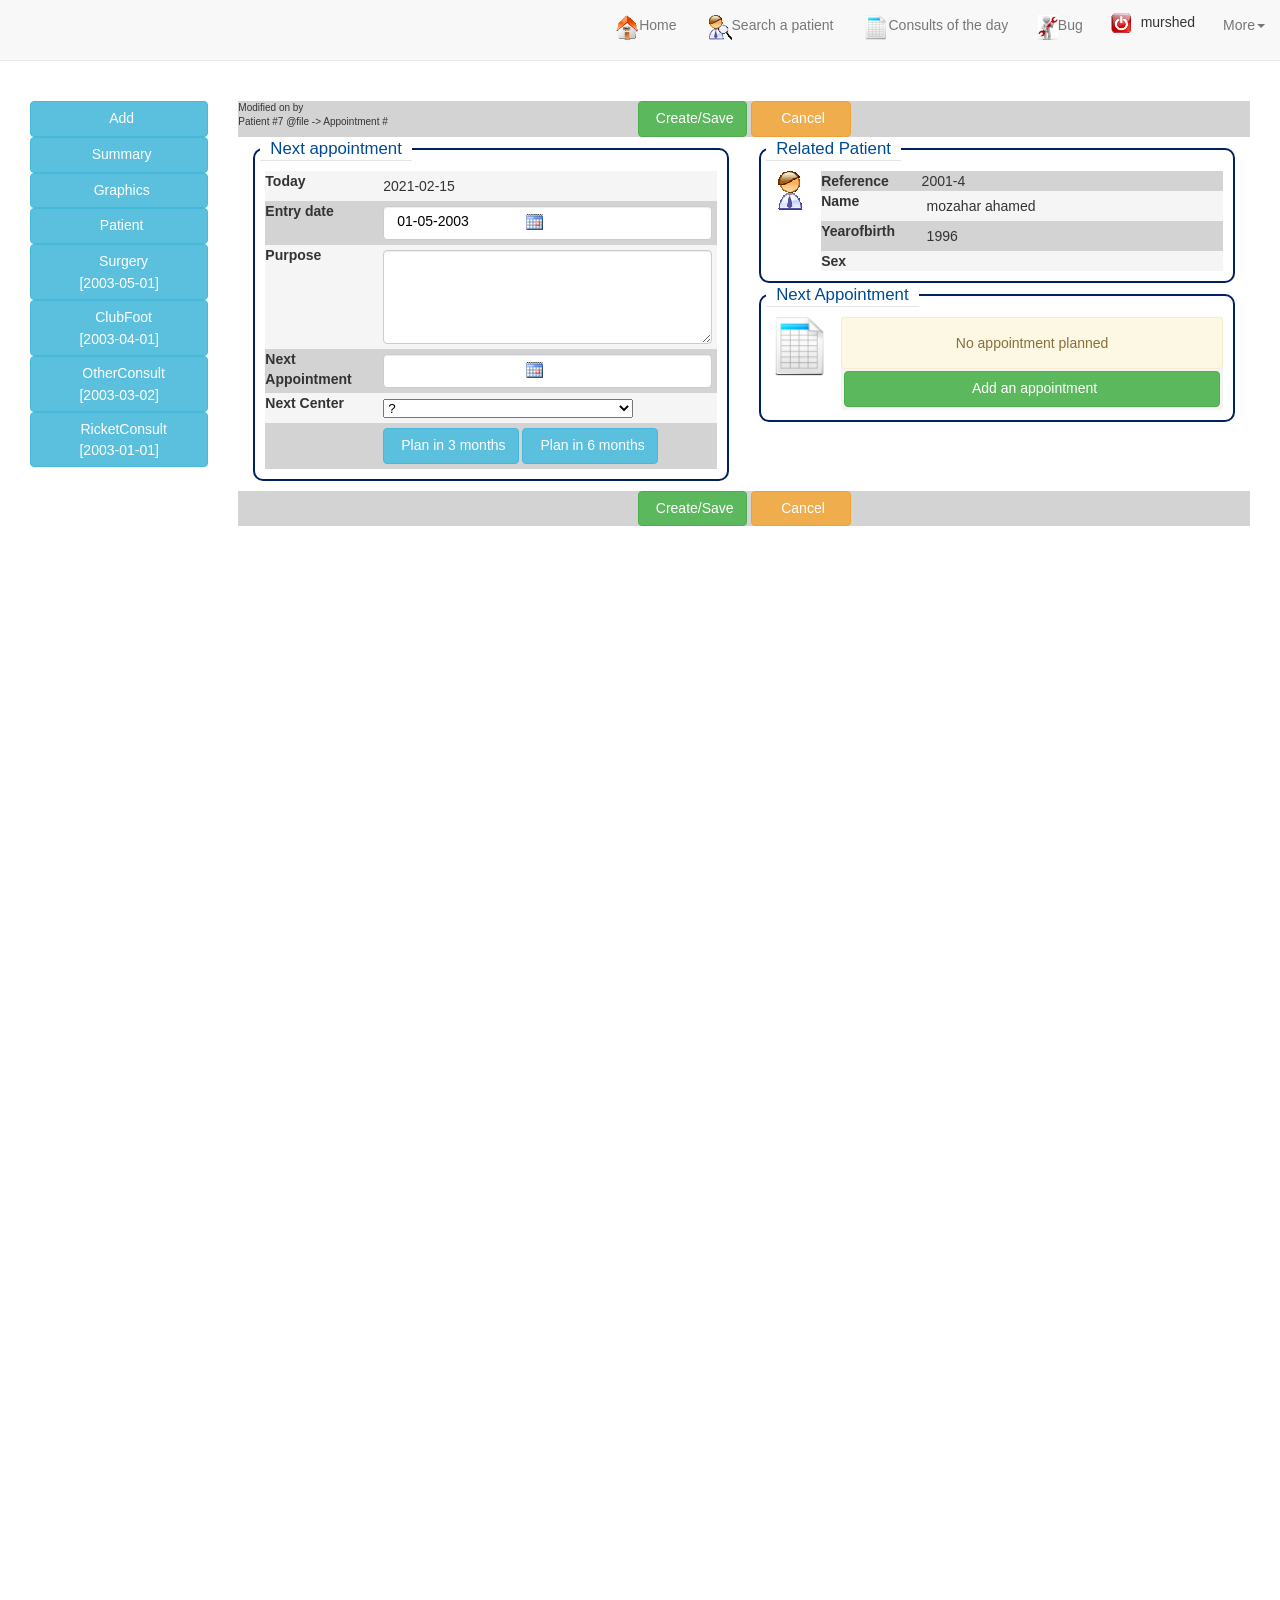 Home
Search a patient
Consults of the day
Bug
murshed
More
Add
Summary
Graphics
Patient
Surgery
[2003-05-01]
ClubFoot
[2003-04-01]
OtherConsult
[2003-03-02]
RicketConsult
[2003-01-01]
Modified on by
Patient #7 @file -> Appointment #
Create/Save
Cancel
Next appointment
Today
2021-02-15
Entry date
01-05-2003
Purpose
Next
Appointment
Next Center
?
Plan in 3 months
Plan in 6 months
Related Patient
Reference
2001-4
Name
mozahar ahamed
Yearofbirth
1996
Sex
Next Appointment
No appointment planned
Add an appointment
Create/Save
Cancel